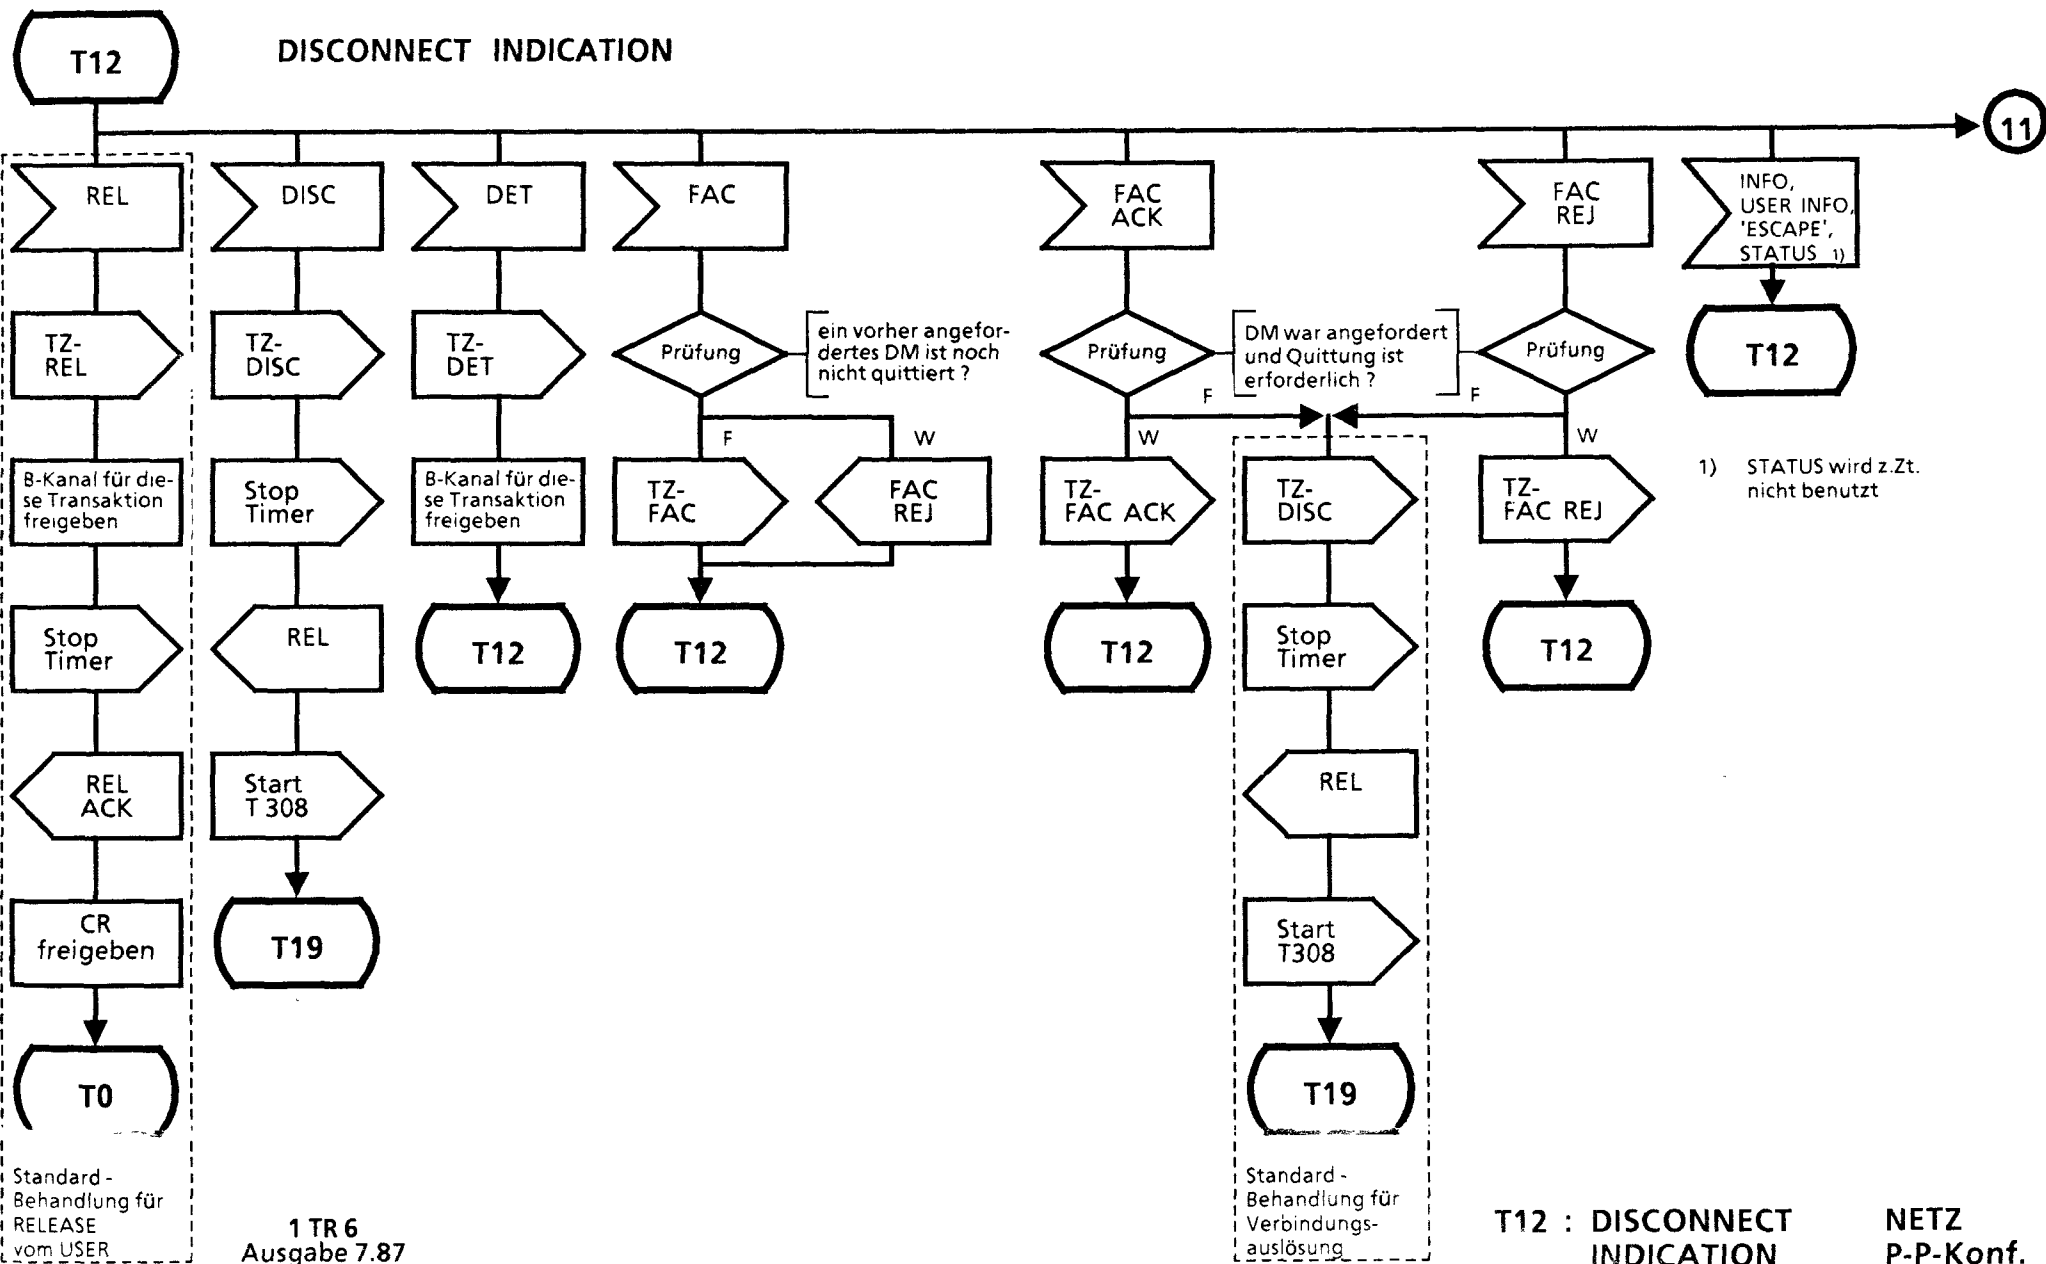 T12
DISCONNECT INDICATION
11
REL
DISC
DET
FAC
FAC
ACK
FAC
REJ
INFO,
USER INFO,
'ESCAPE',
STATUS 1)
TZ-
REL
TZ-
DISC
TZ-
DET
Prüfung
ein vorher angefor-
dertes DM ist noch
nicht quittiert ?
Prüfung
DM war angefordert
und Quittung ist
erforderlich ?
Prüfung
T12
F
W
F
W
F
W
B-Kanal für die-
se Transaktion
freigeben
Stop
Timer
B-Kanal für die-
se Transaktion
freigeben
TZ-
FAC
FAC
REJ
TZ-
FAC ACK
TZ-
DISC
TZ-
FAC REJ
1) STATUS wird z.Zt.
nicht benutzt
Stop
Timer
REL
T12
T12
T12
Stop
Timer
T12
REL
ACK
Start
T 308
REL
CR
freigeben
T19
Start
T308
T0
T19
Standard-
Behandlung für
RELEASE
vom USER
1 TR 6
Ausgabe 7.87
Standard-
Behandlung für
Verbindungs-
auslösung
T12 : DISCONNECT
INDICATION
NETZ
P-P-Konf.